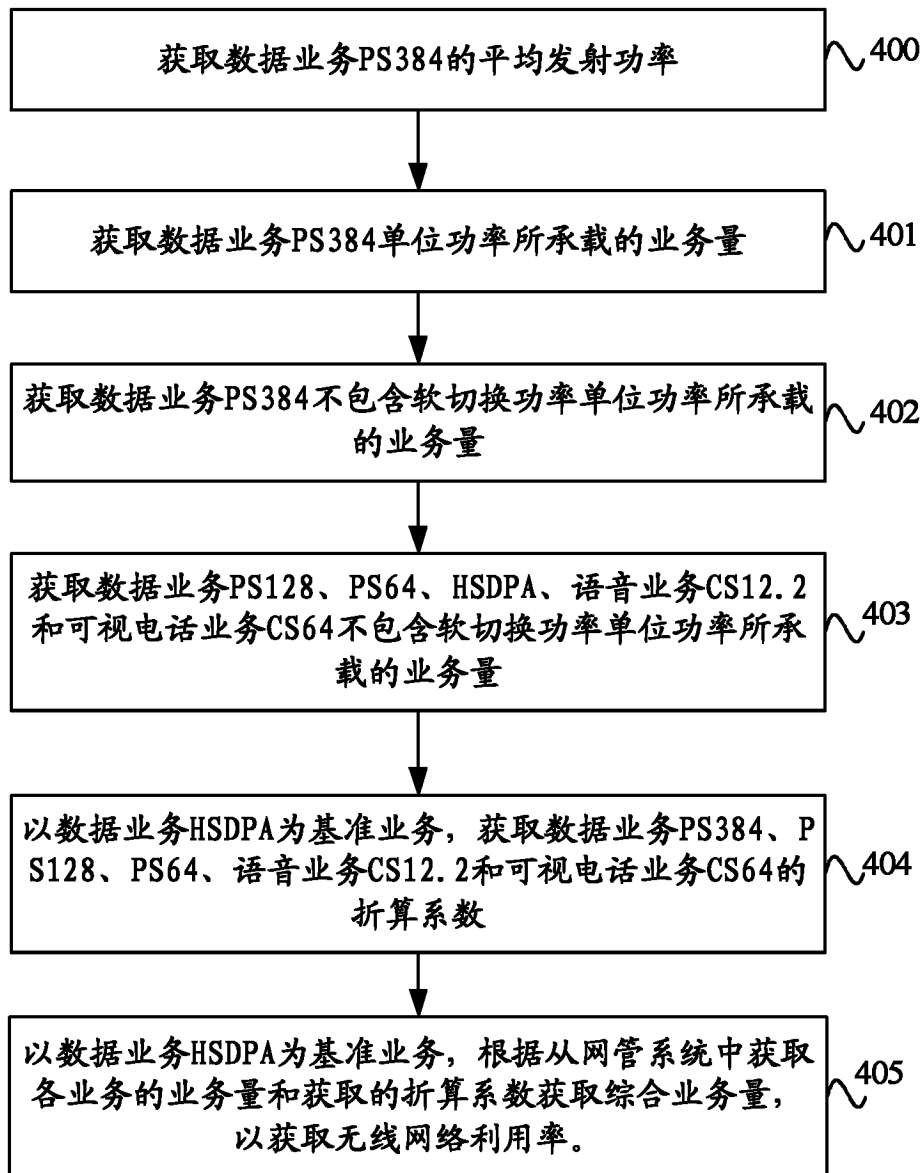 获取数据业务PS384的平均发射功率
400
获取数据业务PS384单位功率所承载的业务量
401
获取数据业务PS384不包含软切换功率单位功率所承载
的业务量
402
获取数据业务PS128、PS64、HSDPA、语音业务CS12.2
和可视电话业务CS64不包含软切换功率单位功率所承
载的业务量
403
以数据业务HSDPA为基准业务，获取数据业务PS384、P
S128、PS64、语音业务CS12.2和可视电话业务CS64的
折算系数
404
以数据业务HSDPA为基准业务，根据从网管系统中获取
各业务的业务量和获取的折算系数获取综合业务量，
以获取无线网络利用率。
405